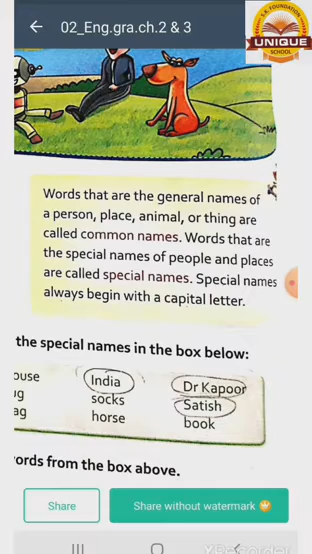 02_Eng.gra.ch.2 & 3
S.R. FOUNDATION
UNIQUE
SCHOOL
Words that are the general names of
a person, place, animal, or thing are
called common names. Words that are
the special names of people and places
are called special names. Special names
always begin with a capital letter.
the special names in the box below:
ouse India Dr Kapoor
ug socks Satish
ag horse book
ords from the box above.
Share
Share without watermark